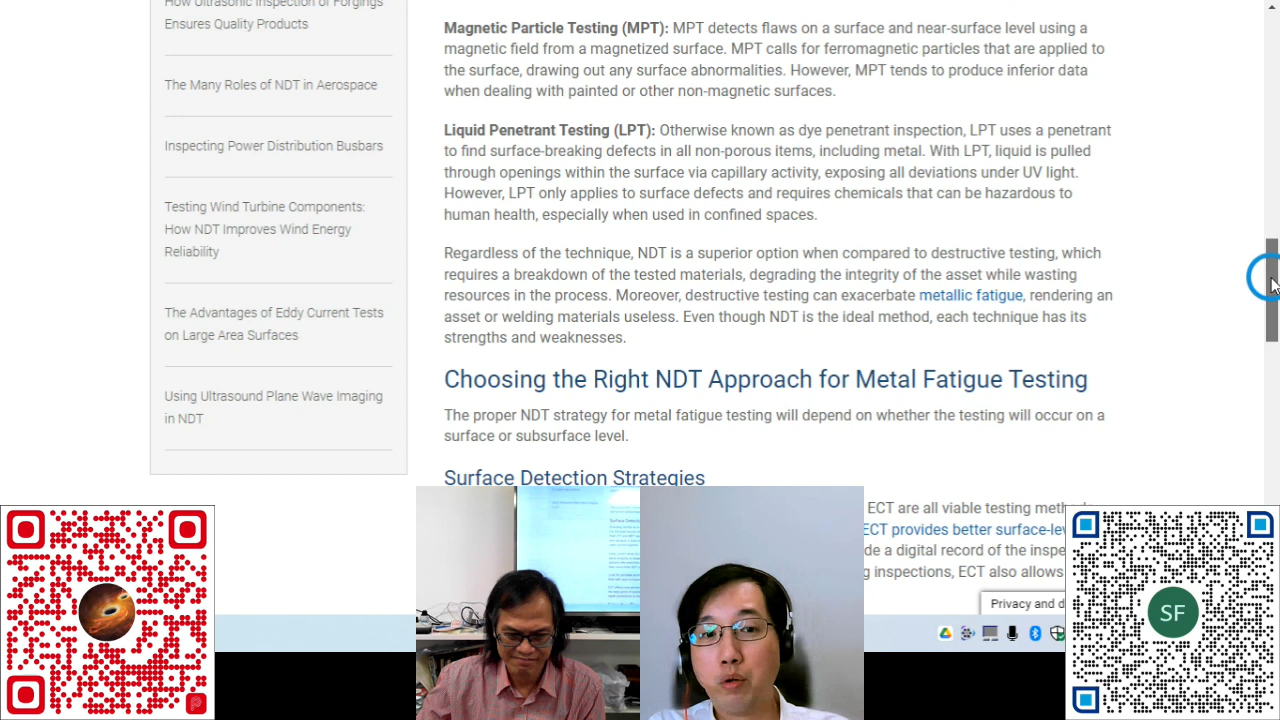 How Ultrasonic Inspection of Forgings
Ensures Quality Products
The Many Roles of NDT in Aerospace
Inspecting Power Distribution Busbars
Testing Wind Turbine Components:
How NDT Improves Wind Energy
Reliability
The Advantages of Eddy Current Tests
on Large Area Surfaces
Using Ultrasound Plane Wave Imaging
in NDT
Magnetic Particle Testing (MPT): MPT detects flaws on a surface and near-surface level using a
magnetic field from a magnetized surface. MPT calls for ferromagnetic particles that are applied to
the surface, drawing out any surface abnormalities. However, MPT tends to produce inferior data
when dealing with painted or other non-magnetic surfaces.
Liquid Penetrant Testing (LPT): Otherwise known as dye penetrant inspection, LPT uses a penetrant
to find surface-breaking defects in all non-porous items, including metal. With LPT, liquid is pulled
through openings within the surface via capillary activity, exposing all deviations under UV light.
However, LPT only applies to surface defects and requires chemicals that can be hazardous to
human health, especially when used in confined spaces.
Regardless of the technique, NDT is a superior option when compared to destructive testing, which
requires a breakdown of the tested materials, degrading the integrity of the asset while wasting
resources in the process. Moreover, destructive testing can exacerbate metallic fatigue, rendering an
asset or welding materials useless. Even though NDT is the ideal method, each technique has its
strengths and weaknesses.
Choosing the Right NDT Approach for Metal Fatigue Testing
The proper NDT strategy for metal fatigue testing will depend on whether the testing will occur on a
surface or subsurface level.
Surface Detection Strategies
ECT are all viable testing
ECT provides better
a digital record of the
inspections, ECT also allows
Privacy and
SF